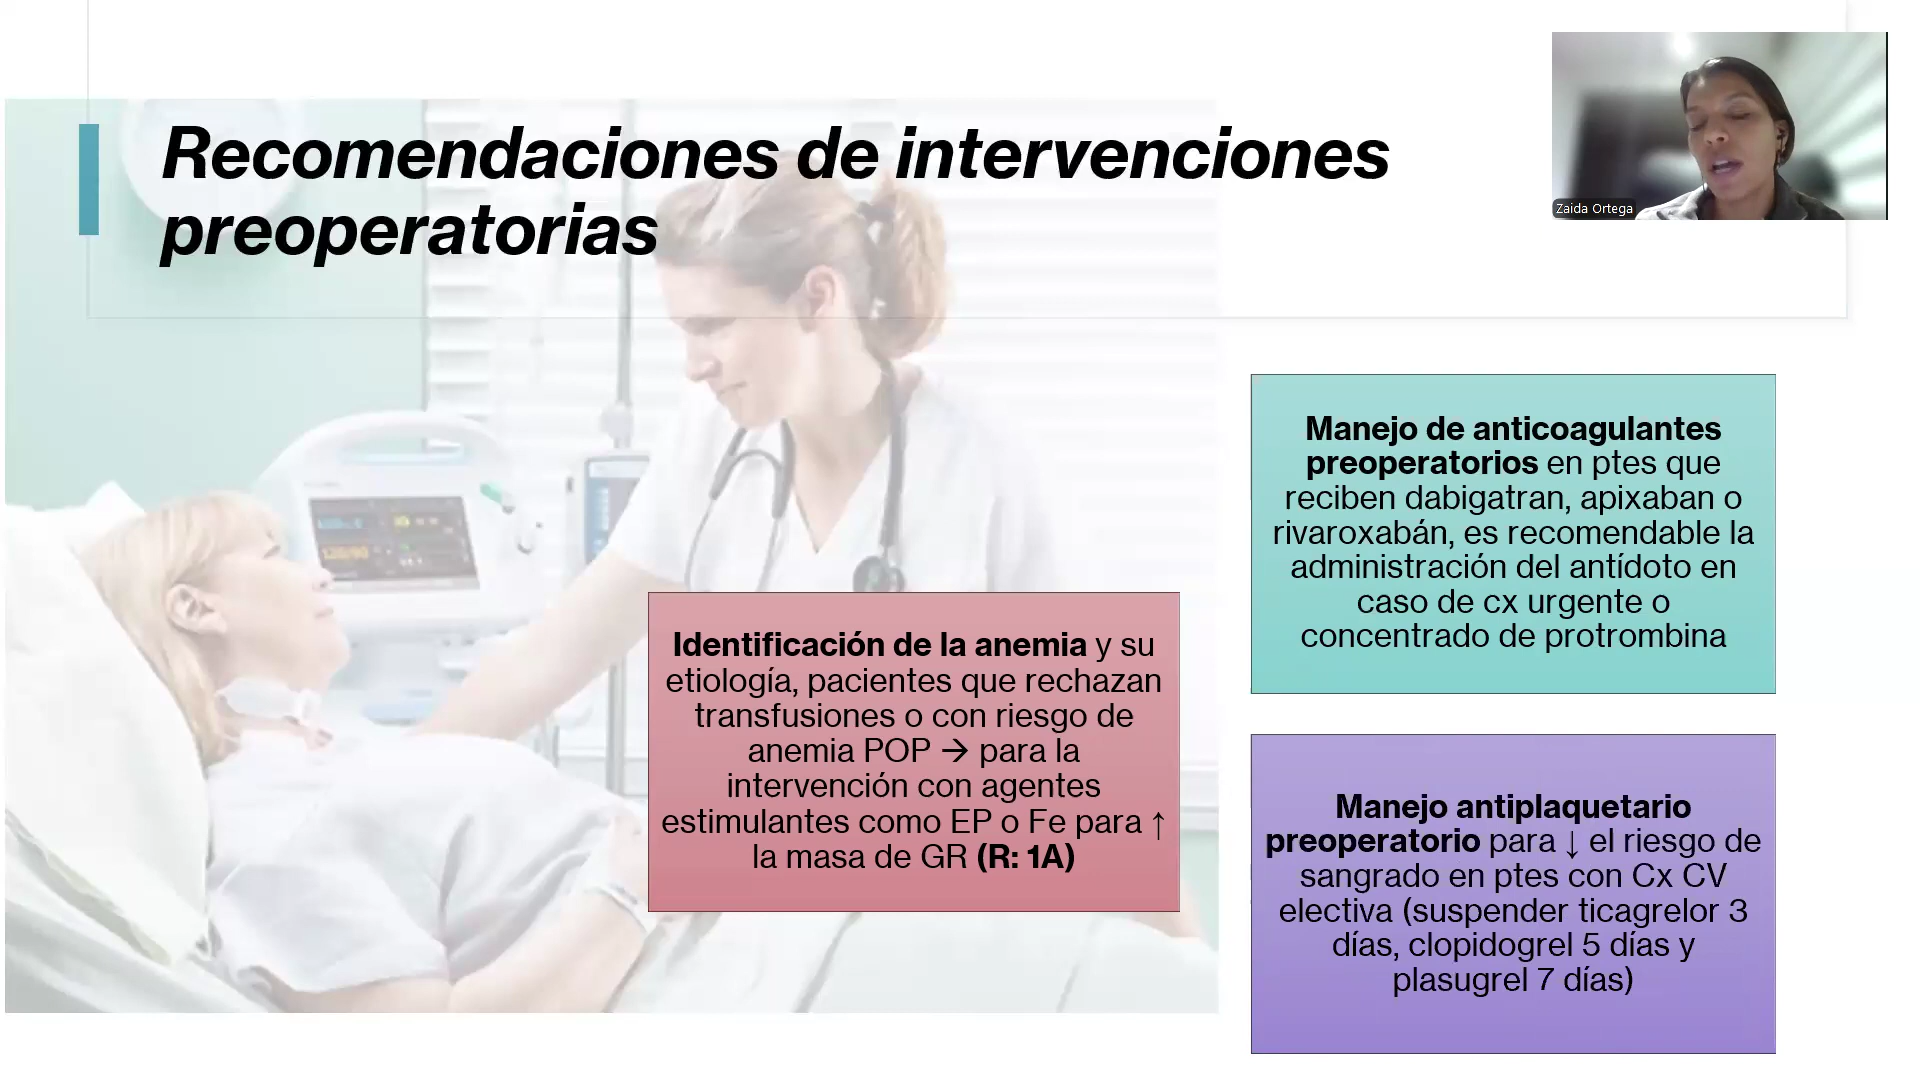 Recomendaciones de intervenciones
preoperatorias
Zaida Ortega
Identificación de la anemia y su
etiología, pacientes que rechazan
transfusiones o con riesgo de
anemia POP → para la
intervención con agentes
estimulantes como EP o Fe para ↑
la masa de GR (R: 1A)
Manejo de anticoagulantes
preoperatorios en ptes que
reciben dabigatran, apixaban o
rivaroxabán, es recomendable la
administración del antídoto en
caso de cx urgente o
concentrado de protrombina
Manejo antiplaquetario
preoperatorio para ↓ el riesgo de
sangrado en ptes con Cx CV
electiva (suspender ticagrelor 3
días, clopidogrel 5 días y
plasugrel 7 días)